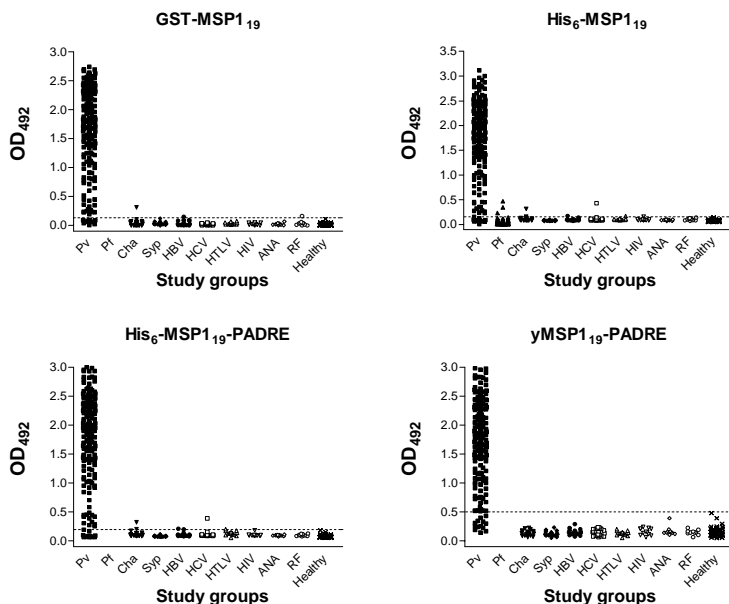 GST-MSP1₁₉
3.0
2.5
2.0
1.5
1.0
0.5
0.0
OD₄₉₂
Pv Pf Cha Syp HBV HCV HTLV HIV ANA RF Healthy
Study groups
His₆-MSP1₁₉
3.5
3.0
2.5
2.0
1.5
1.0
0.5
0.0
OD₄₉₂
Pv Pf Cha Syp HBV HCV HTLV HIV ANA RF Healthy
Study groups
His₆-MSP1₁₉-PADRE
3.0
2.5
2.0
1.5
1.0
0.5
0.0
OD₄₉₂
Pv Pf Cha Syp HBV HCV HTLV HIV ANA RF Healthy
Study groups
yMSP1₁₉-PADRE
3.0
2.5
2.0
1.5
1.0
0.5
0.0
OD₄₉₂
Pv Pf Cha Syp HBV HCV HTLV HIV ANA RF Healthy
Study groups